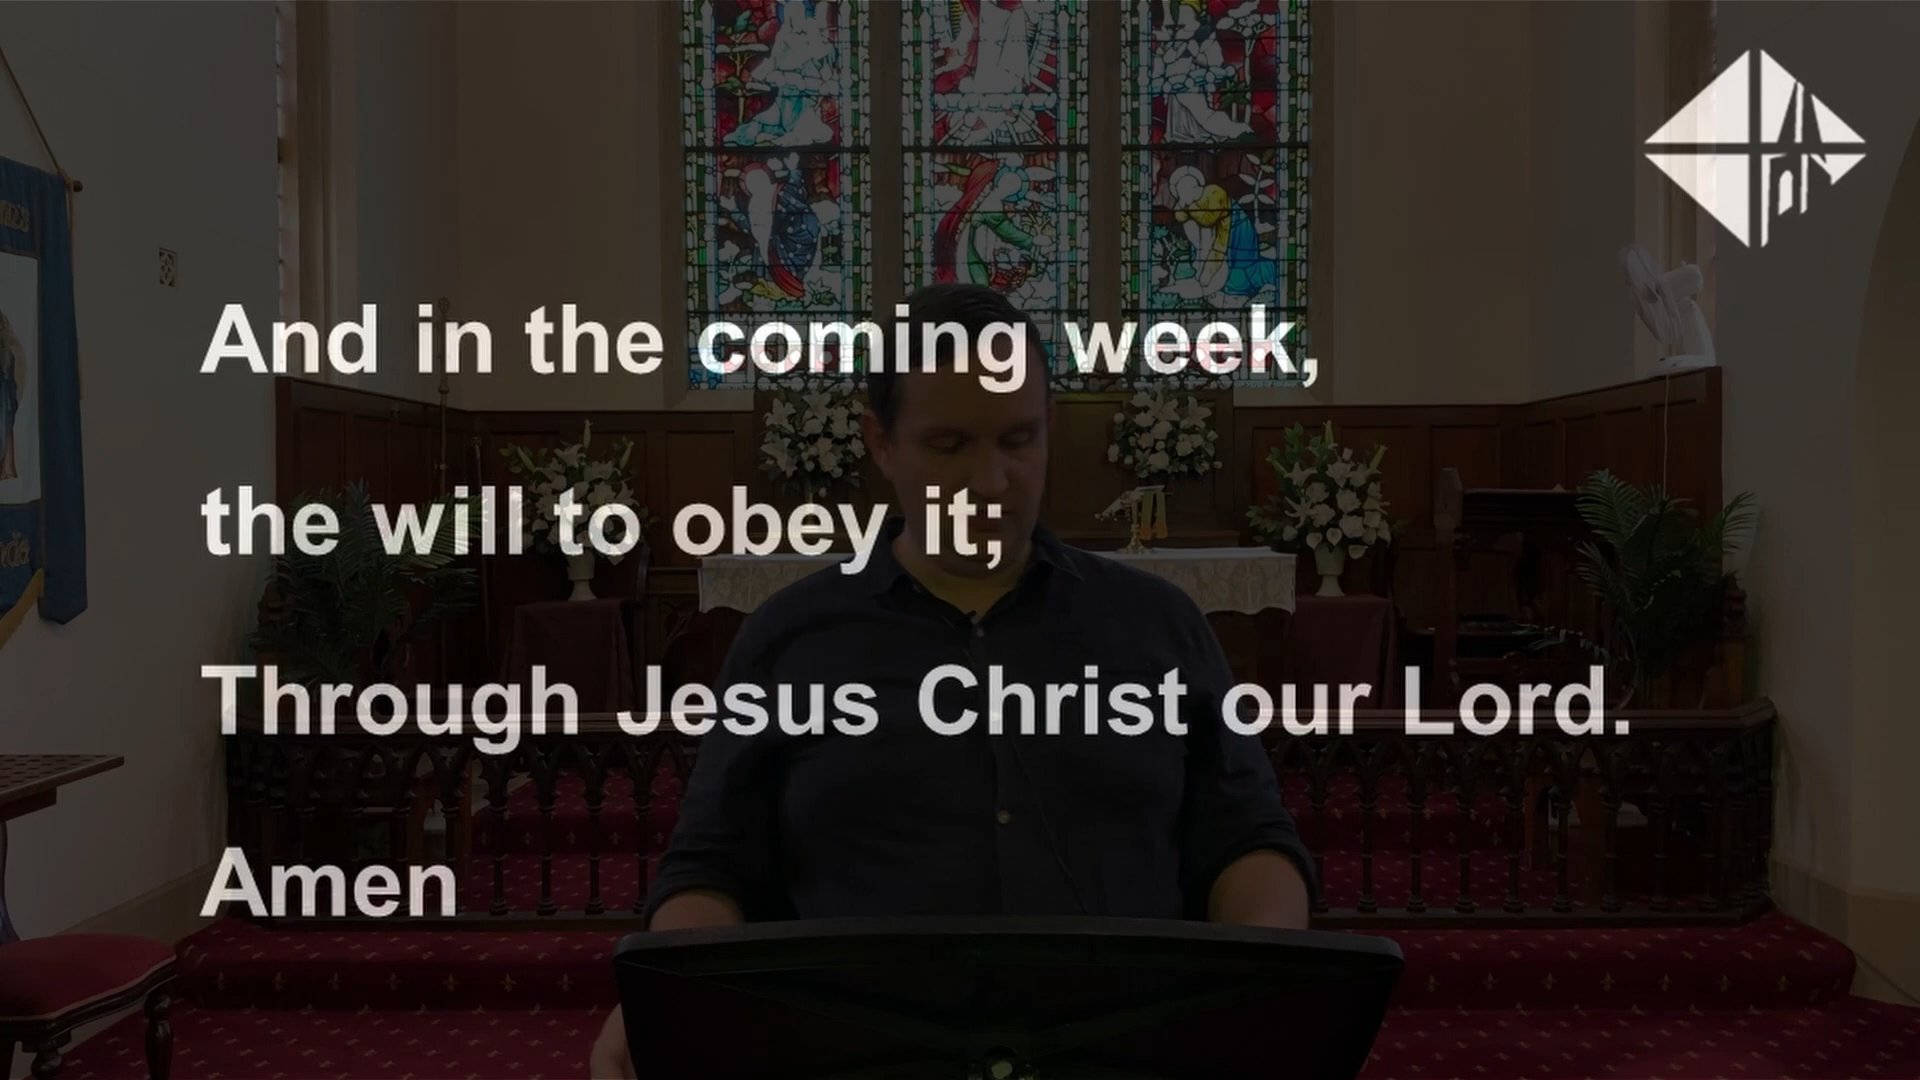 And in the coming week,
the will to obey it;
Through Jesus Christ our Lord.
Amen